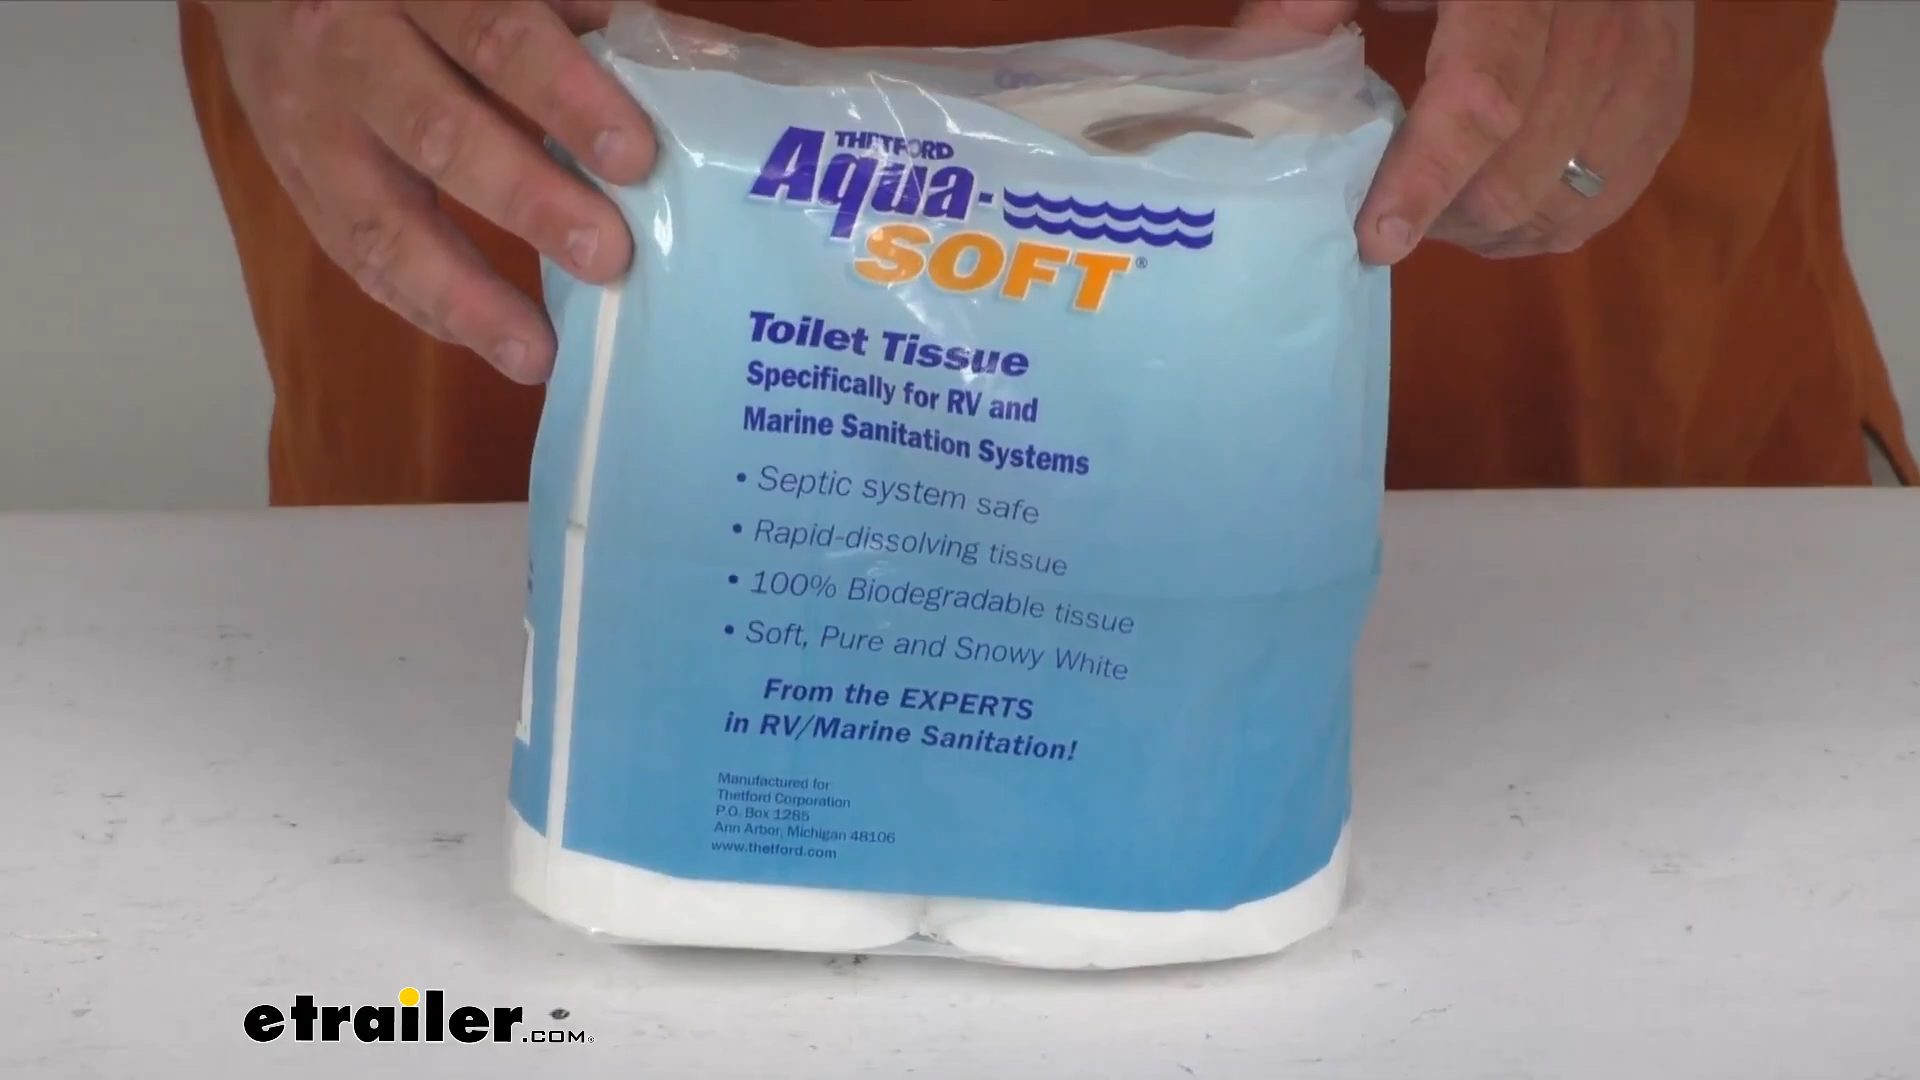 THETFORD
Aqua-
SOFT®
Toilet Tissue
Specifically for RV and
Marine Sanitation Systems
• Septic system safe
• Rapid-dissolving tissue
• 100% Biodegradable tissue
• Soft, Pure and Snowy White
From the EXPERTS
in RV/Marine Sanitation!
Manufactured for
Thetford Corporation
P.O. Box 1285
Ann Arbor, Michigan 48106
www.thetford.com
etrailer.COM®